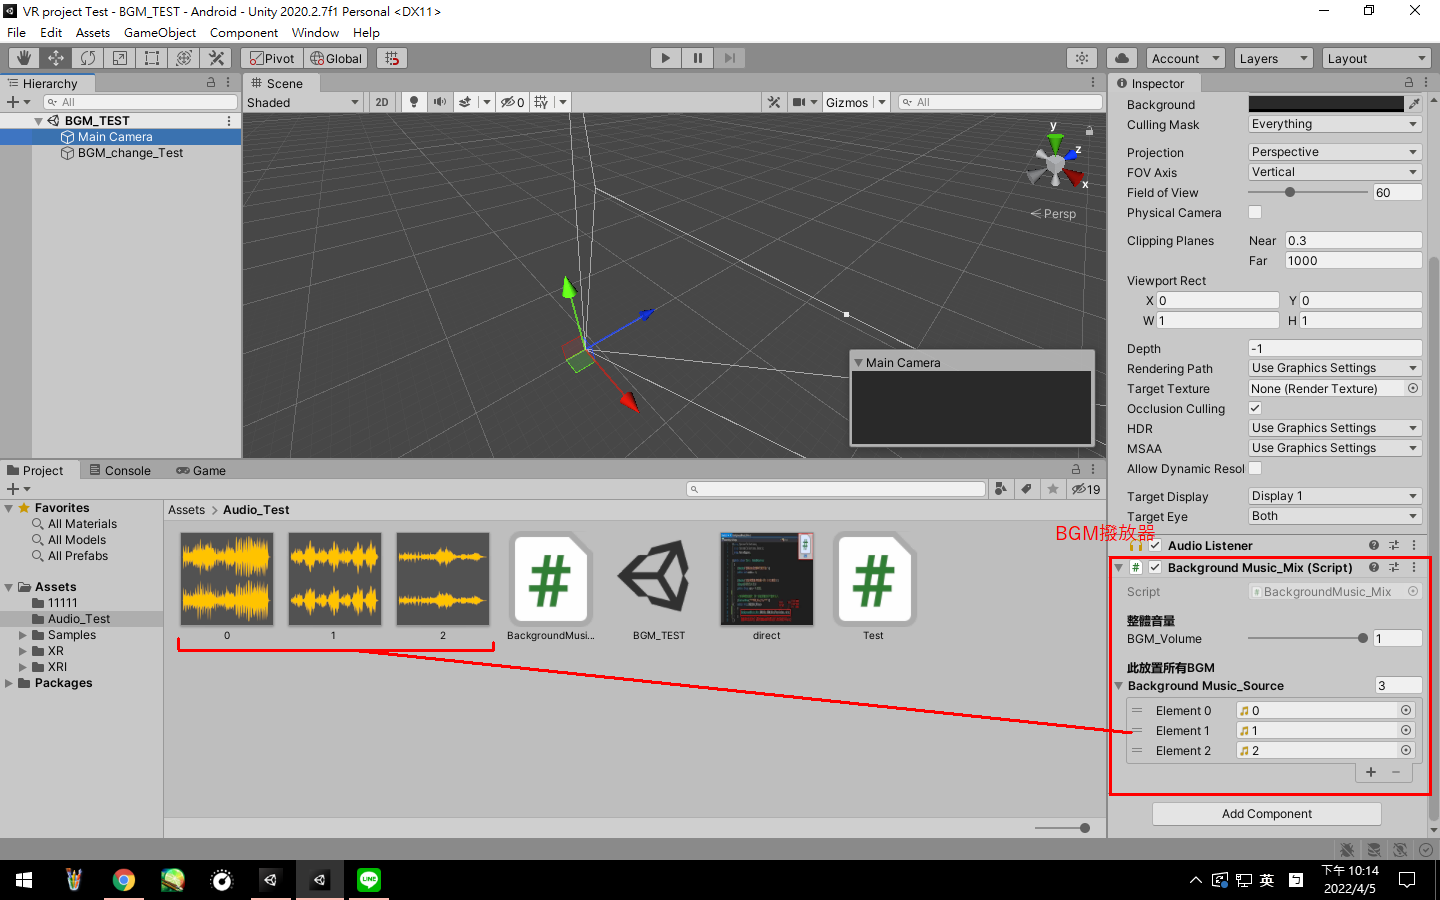 VR project Test - BGM_TEST - Android - Unity 2020.2.7f1 Personal <DX11>
File Edit Assets GameObject Component Window Help
Pivot Global Account Layers Layout
Hierarchy
All
BGM_TEST
Main Camera
BGM_change_Test
Scene
Shaded 2D 0 Gizmos All
y
z
x
Persp
Main Camera
Inspector
Background
Culling Mask Everything
Projection Perspective
FOV Axis Vertical
Field of View 60
Physical Camera
Clipping Planes Near 0.3
Far 1000
Viewport Rect
X 0 Y 0
W 1 H 1
Depth -1
Rendering Path Use Graphics Settings
Target Texture None (Render Texture)
Occlusion Culling
HDR Use Graphics Settings
MSAA Use Graphics Settings
Allow Dynamic Resol
Target Display Display 1
Target Eye Both
BGM撥放器
Audio Listener
Background Music_Mix (Script)
Script BackgroundMusic_Mix
整體音量
BGM_Volume 1
此放置所有BGM
Background Music_Source 3
Element 0 0
Element 1 1
Element 2 2
Add Component
Project Console Game
19
Favorites
All Materials
All Models
All Prefabs
Assets
11111
Audio_Test
Samples
XR
XRI
Packages
Assets > Audio_Test
0 1 2 BackgroundMusi... BGM_TEST direct Test
LINE
英
下午 10:14
2022/4/5